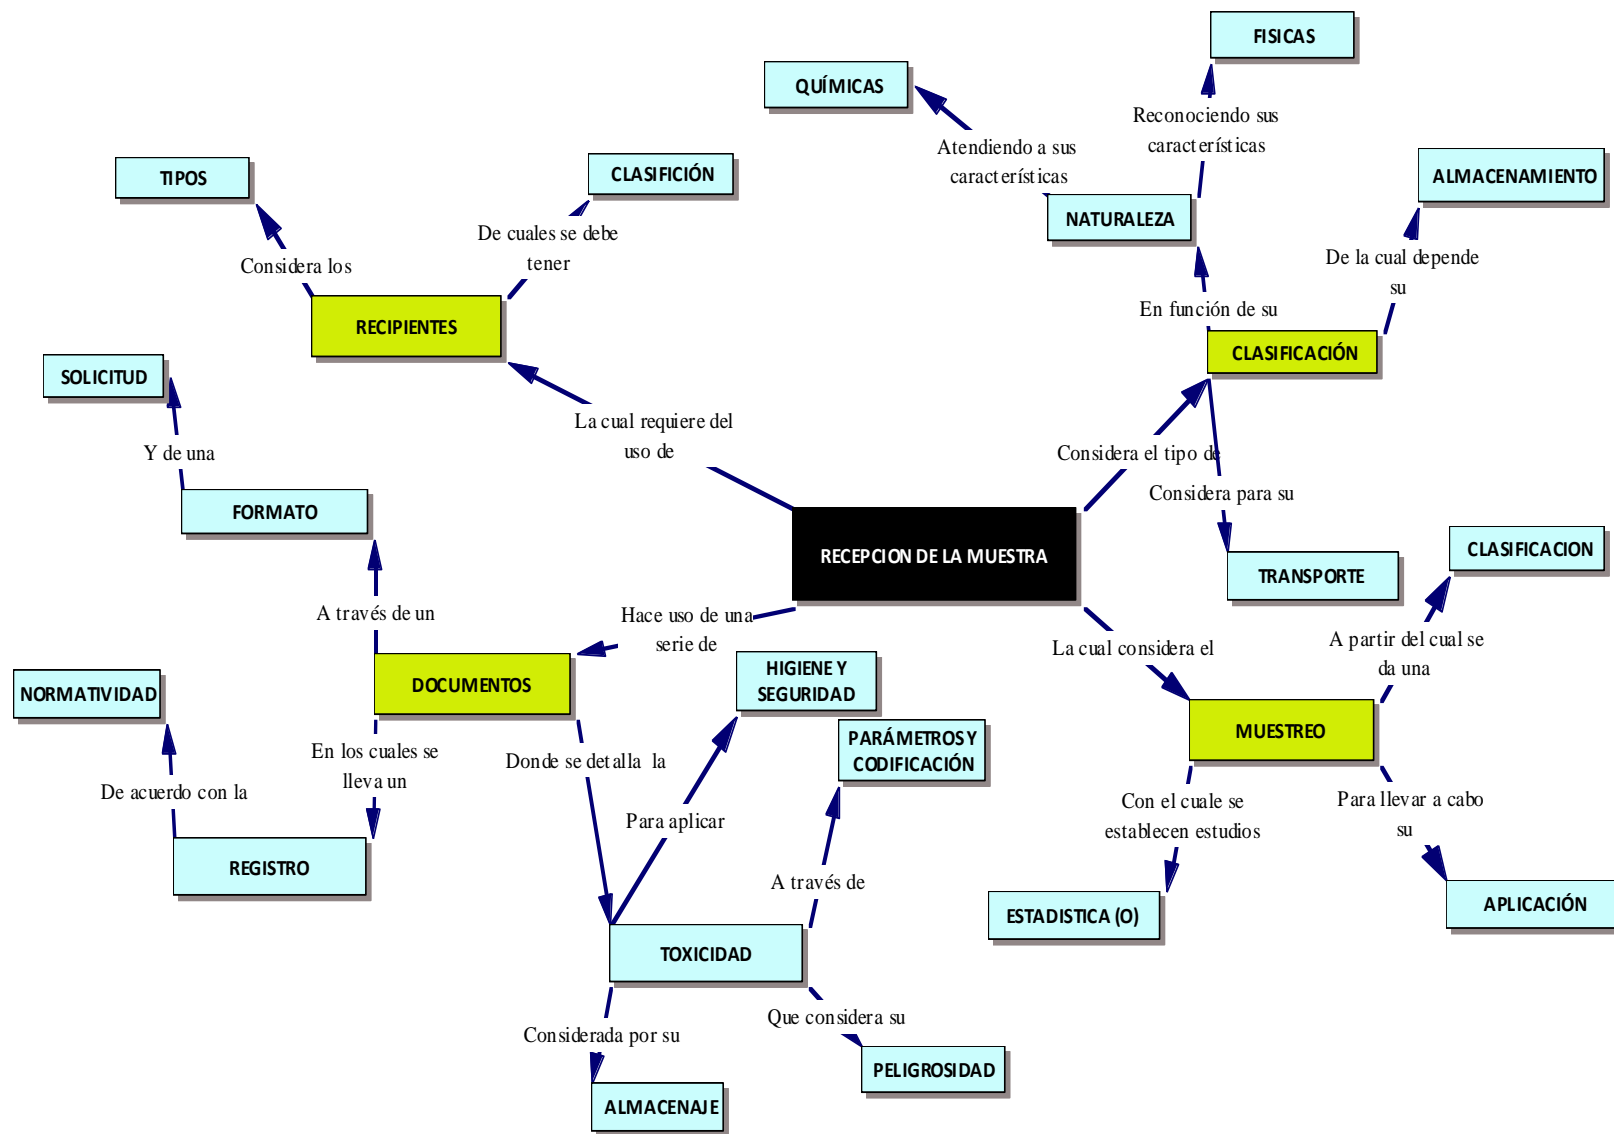 FISICAS
QUÍMICAS
Reconociendo sus
características
Atendiendo a sus
características
TIPOS
CLASIFICIÓN
ALMACENAMIENTO
NATURALEZA
De cuales se debe
tener
Considera los
De la cual depende
su
En función de su
RECIPIENTES
CLASIFICACIÓN
SOLICITUD
La cual requiere del
uso de
Y de una
Considera el tipo de
Considera para su
FORMATO
RECEPCION DE LA MUESTRA
CLASIFICACION
TRANSPORTE
A través de un
Hace uso de una
serie de
La cual considera el
A partir del cual se
da una
HIGIENE Y
SEGURIDAD
NORMATIVIDAD
DOCUMENTOS
MUESTREO
PARÁMETROS Y
CODIFICACIÓN
En los cuales se
lleva un
Donde se detalla la
De acuerdo con la
Para aplicar
Con el cuale se
establecen estudios
Para llevar a cabo
su
REGISTRO
A través de
ESTADISTICA (O)
APLICACIÓN
TOXICIDAD
Considerada por su
Que considera su
PELIGROSIDAD
ALMACENAJE